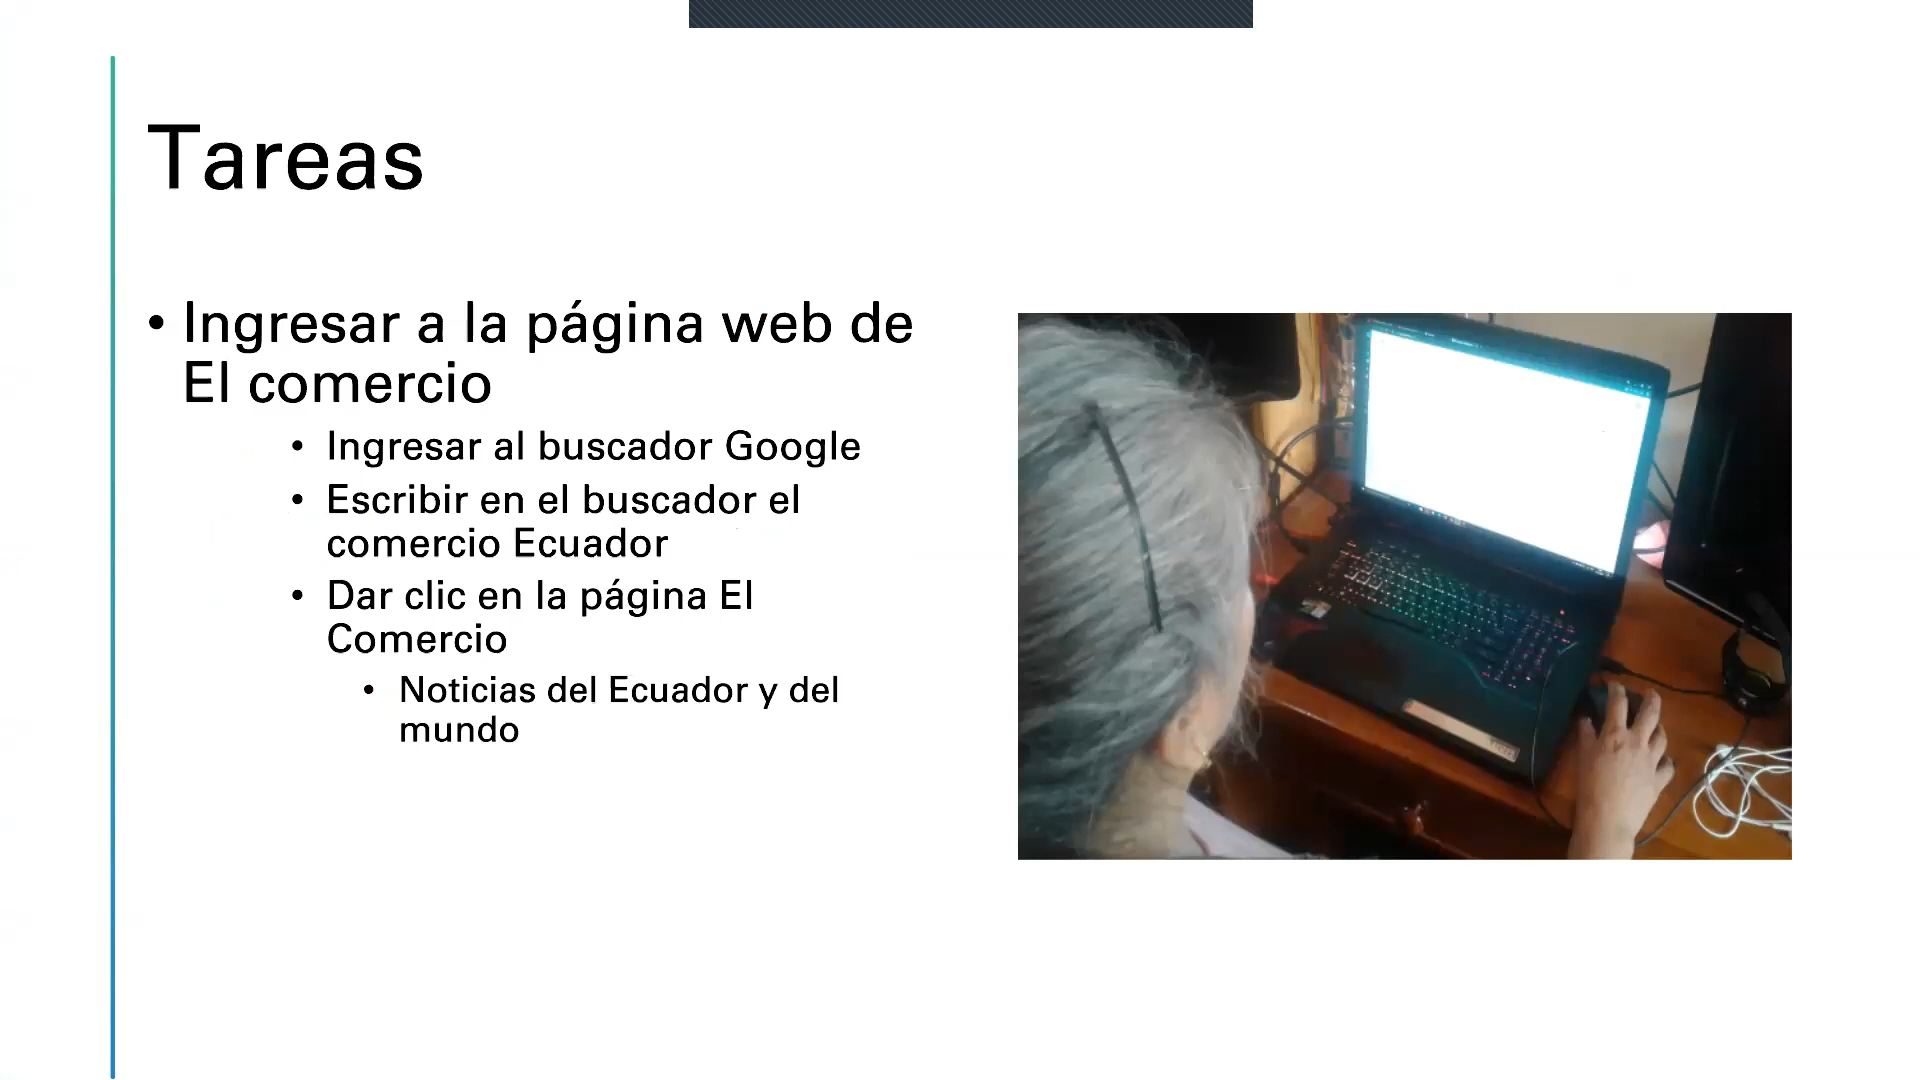 Tareas
• Ingresar a la página web de
El comercio
• Ingresar al buscador Google
• Escribir en el buscador el
comercio Ecuador
• Dar clic en la página El
Comercio
• Noticias del Ecuador y del
mundo